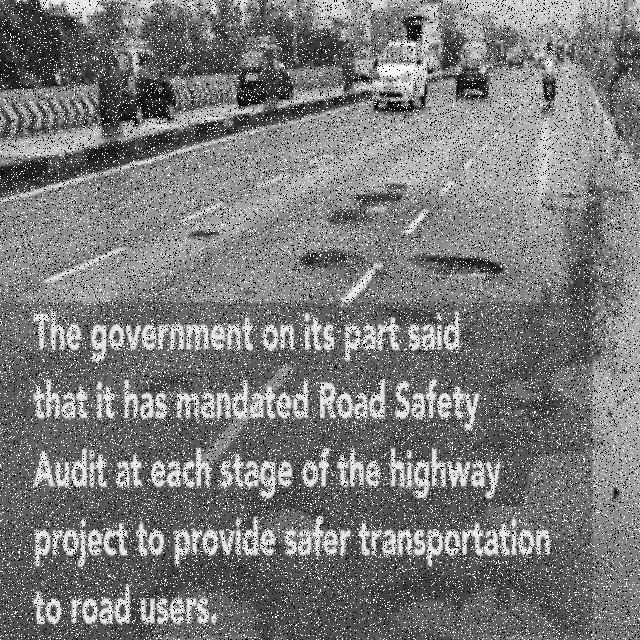 The government on its part said
that it has mandated Road Safety
Audit at each stage of the highway
project to provide safer transportation
to road users.